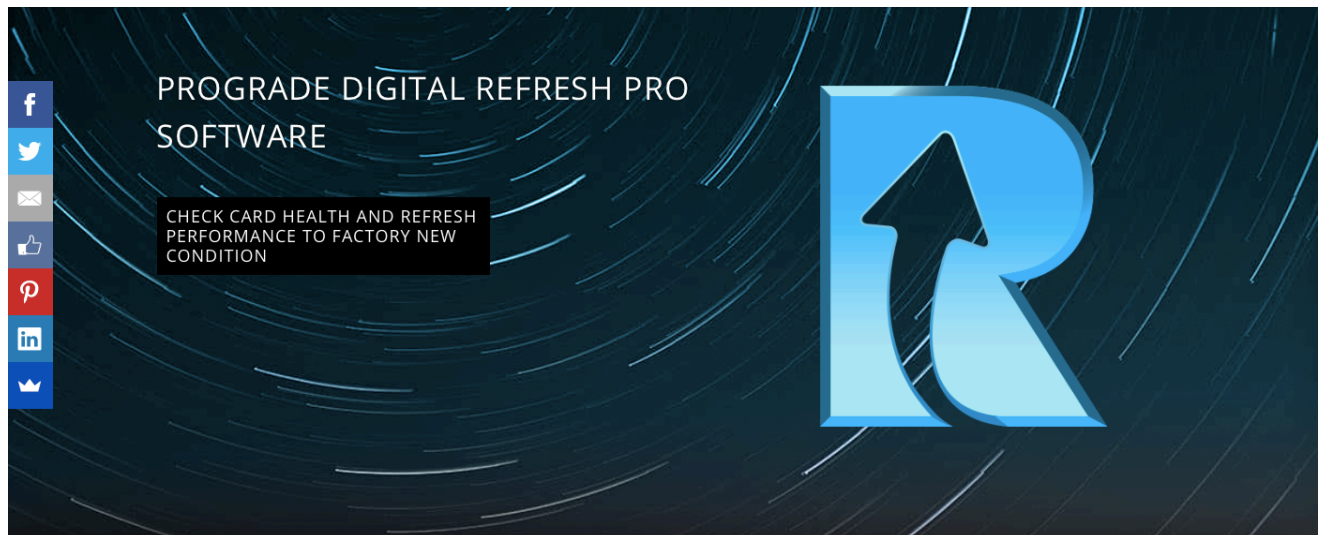 PROGRADE DIGITAL REFRESH PRO
SOFTWARE
CHECK CARD HEALTH AND REFRESH
PERFORMANCE TO FACTORY NEW
CONDITION
R